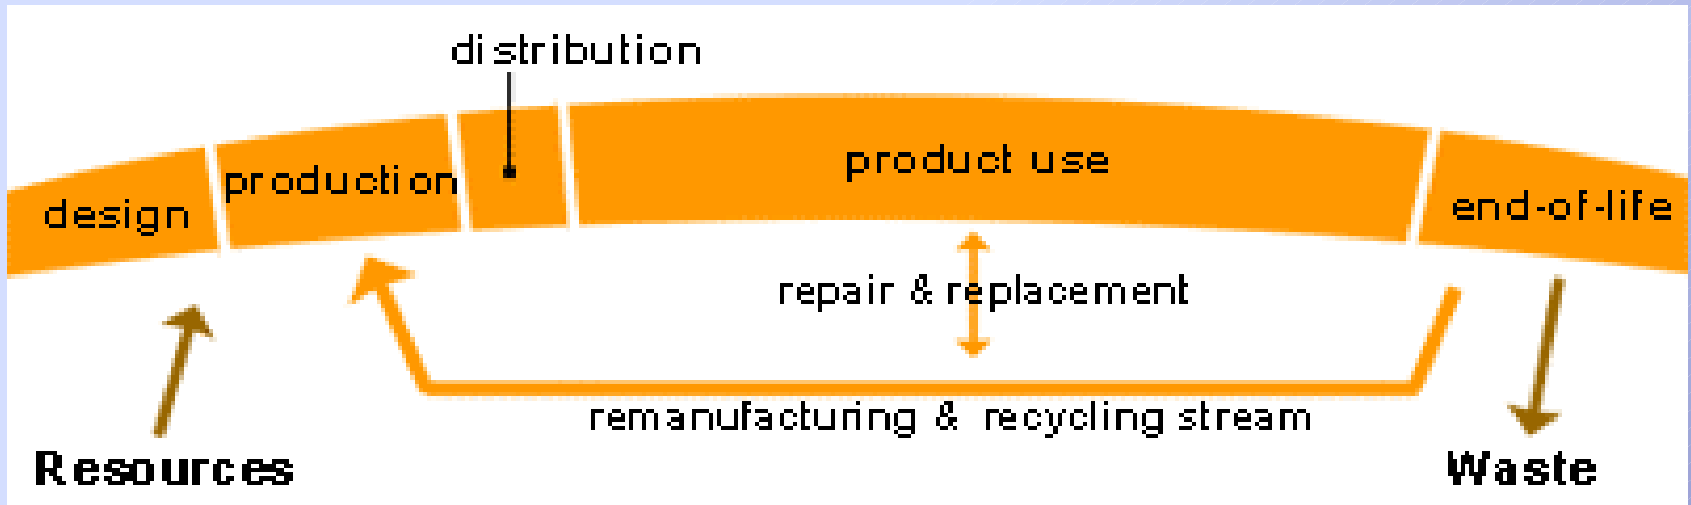 distribution
design
production
product use
end-of-life
repair & replacement
remanufacturing & recycling stream
Resources
Waste